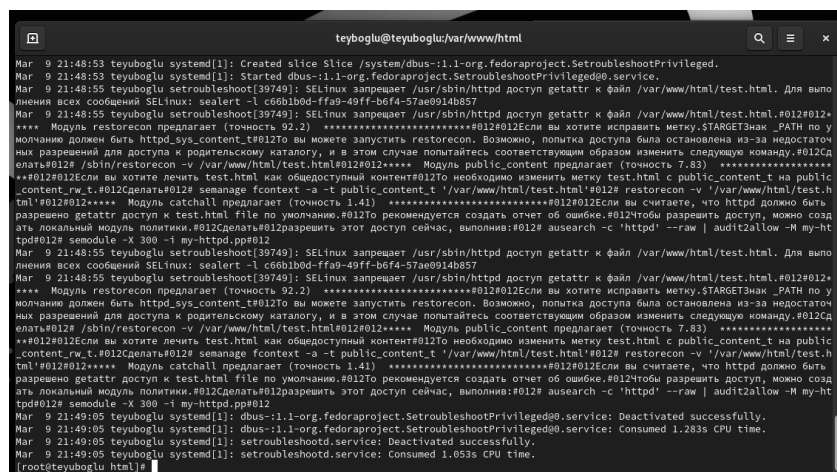 teyboglu@teyuboglu:/var/www/html
Mar  9 21:48:53 teyuboglu systemd[1]: Created slice Slice /system/dbus-:1.1-org.fedoraproject.SetroubleshootPrivileged.
Mar  9 21:48:53 teyuboglu systemd[1]: Started dbus-:1.1-org.fedoraproject.SetroubleshootPrivileged@0.service.
Mar  9 21:48:55 teyuboglu setroubleshoot[39749]: SELinux запрещает /usr/sbin/httpd доступ getattr к файл /var/www/html/test.html. Для выпо
лнения всех сообщений SELinux: sealert -l c66b1b0d-ffa9-49ff-b6f4-57ae0914b857
Mar  9 21:48:55 teyuboglu setroubleshoot[39749]: SELinux запрещает /usr/sbin/httpd доступ getattr к файл /var/www/html/test.html.#012#012*
****  Модуль restorecon предлагает (точность 92.2)  ************************#012#012Если вы хотите исправить метку.$TARGETЗнак _PATH по у
молчанию должен быть httpd_sys_content_t#012То вы можете запустить restorecon. Возможно, попытка доступа была остановлена из-за недостаточ
ных разрешений для доступа к родительскому каталогу, и в этом случае попытайтесь соответствующим образом изменить следующую команду.#012Сд
елать#012# /sbin/restorecon -v /var/www/html/test.html#012#012*****  Модуль public_content предлагает (точность 7.83)  *******************
**#012#012Если вы хотите лечить test.html как общедоступный контент#012То необходимо изменить метку test.html с public_content_t на public
_content_rw_t.#012Сделать#012# semanage fcontext -a -t public_content_t '/var/www/html/test.html'#012# restorecon -v '/var/www/html/test.h
tml'#012#012*****  Модуль catchall предлагает (точность 1.41)  **************************#012#012Если вы считаете, что httpd должно быть 
разрешено getattr доступ к test.html file по умолчанию.#012То рекомендуется создать отчет об ошибке.#012Чтобы разрешить доступ, можно созд
ать локальный модуль политики.#012Сделать#012разрешить этот доступ сейчас, выполнив:#012# ausearch -c 'httpd' --raw | audit2allow -M my-ht
tpd#012# semodule -X 300 -i my-httpd.pp#012
Mar  9 21:48:55 teyuboglu setroubleshoot[39749]: SELinux запрещает /usr/sbin/httpd доступ getattr к файл /var/www/html/test.html. Для выпо
лнения всех сообщений SELinux: sealert -l c66b1b0d-ffa9-49ff-b6f4-57ae0914b857
Mar  9 21:48:55 teyuboglu setroubleshoot[39749]: SELinux запрещает /usr/sbin/httpd доступ getattr к файл /var/www/html/test.html.#012#012*
****  Модуль restorecon предлагает (точность 92.2)  ************************#012#012Если вы хотите исправить метку.$TARGETЗнак _PATH по у
молчанию должен быть httpd_sys_content_t#012То вы можете запустить restorecon. Возможно, попытка доступа была остановлена из-за недостаточ
ных разрешений для доступа к родительскому каталогу, и в этом случае попытайтесь соответствующим образом изменить следующую команду.#012Сд
елать#012# /sbin/restorecon -v /var/www/html/test.html#012#012*****  Модуль public_content предлагает (точность 7.83)  *******************
**#012#012Если вы хотите лечить test.html как общедоступный контент#012То необходимо изменить метку test.html с public_content_t на public
_content_rw_t.#012Сделать#012# semanage fcontext -a -t public_content_t '/var/www/html/test.html'#012# restorecon -v '/var/www/html/test.h
tml'#012#012*****  Модуль catchall предлагает (точность 1.41)  **************************#012#012Если вы считаете, что httpd должно быть 
разрешено getattr доступ к test.html file по умолчанию.#012То рекомендуется создать отчет об ошибке.#012Чтобы разрешить доступ, можно созд
ать локальный модуль политики.#012Сделать#012разрешить этот доступ сейчас, выполнив:#012# ausearch -c 'httpd' --raw | audit2allow -M my-ht
tpd#012# semodule -X 300 -i my-httpd.pp#012
Mar  9 21:49:05 teyuboglu systemd[1]: dbus-:1.1-org.fedoraproject.SetroubleshootPrivileged@0.service: Deactivated successfully.
Mar  9 21:49:05 teyuboglu systemd[1]: dbus-:1.1-org.fedoraproject.SetroubleshootPrivileged@0.service: Consumed 1.283s CPU time.
Mar  9 21:49:05 teyuboglu systemd[1]: setroubleshootd.service: Deactivated successfully.
Mar  9 21:49:05 teyuboglu systemd[1]: setroubleshootd.service: Consumed 1.053s CPU time.
[root@teyuboglu html]#